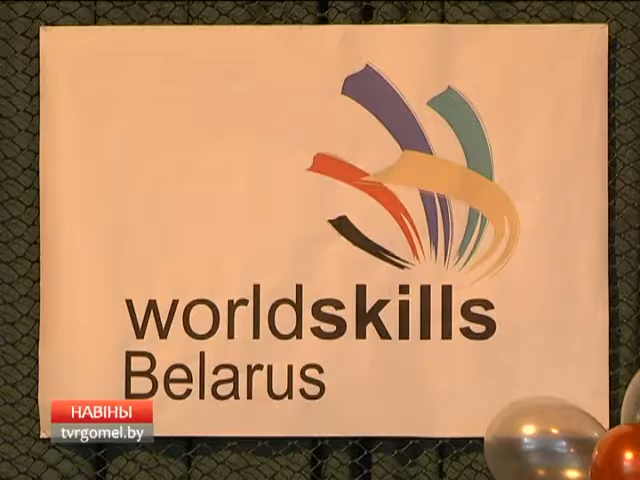 worldskills
Belarus
НАВІНЫ
tvrgomel.by